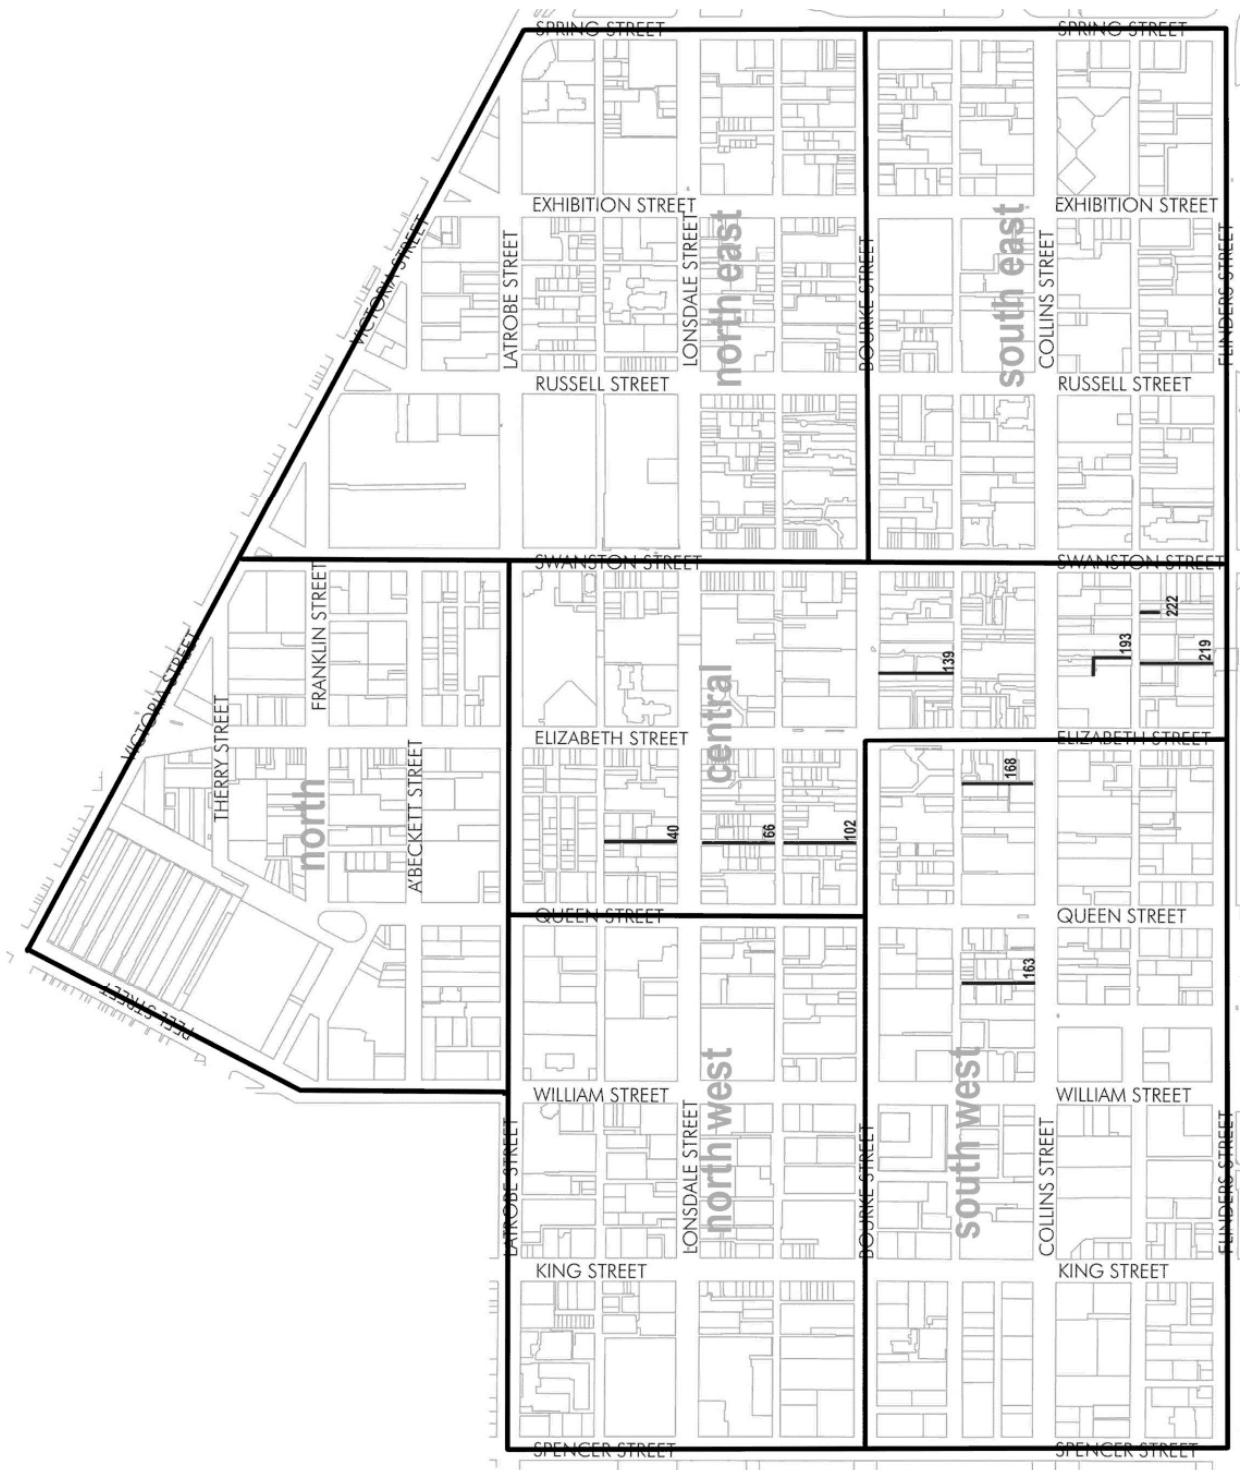 SPRING STREET
SPRING STREET
EXHIBITION STREET
EXHIBITION STREET
VICTORIA STREET
LATROBE STREET
LONSDALE STREET
north east
BOURKE STREET
south east
COLLINS STREET
FLINDERS STREET
RUSSELL STREET
RUSSELL STREET
SWANSTON STREET
SWANSTON STREET
FRANKLIN STREET
222
193
219
139
VICTORIA STREET
THERRY STREET
ELIZABETH STREET
ELIZABETH STREET
central
north
A'BECKETT STREET
168
40
66
102
QUEEN STREET
QUEEN STREET
163
PEEL STREET
WILLIAM STREET
WILLIAM STREET
LATROBE STREET
LONSDALE STREET
north west
BOURKE STREET
south west
COLLINS STREET
FLINDERS STREET
KING STREET
KING STREET
SPENCER STREET
SPENCER STREET